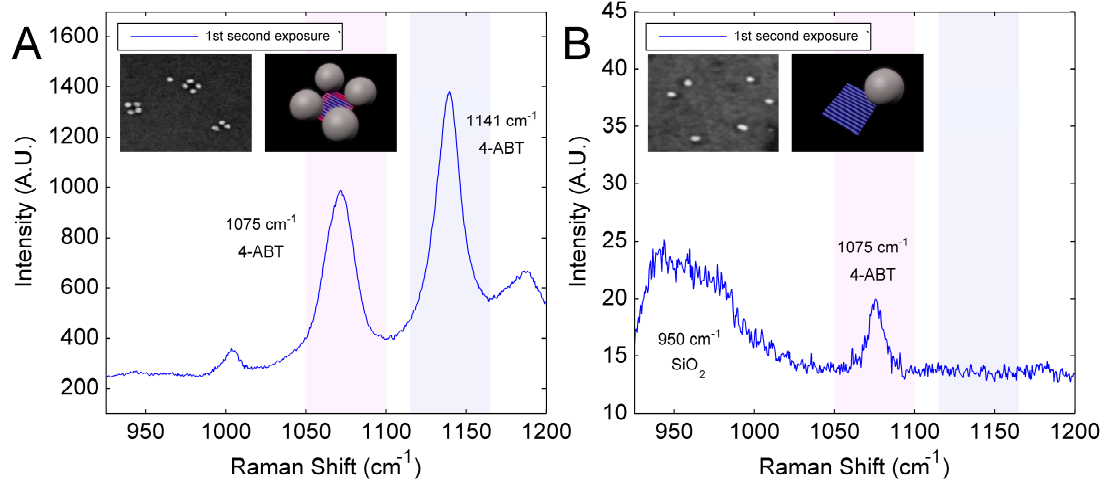 A
1st second exposure `
1600
1400
1200
1000
800
600
400
200
Intensity (A.U.)
1141 cm⁻¹
4-ABT
1075 cm⁻¹
4-ABT
950 1000 1050 1100 1150 1200
Raman Shift (cm⁻¹)
B
1st second exposure `
45
40
35
30
25
20
15
10
Intensity (A.U.)
1075 cm⁻¹
4-ABT
950 cm⁻¹
SiO₂
950 1000 1050 1100 1150 1200
Raman Shift (cm⁻¹)